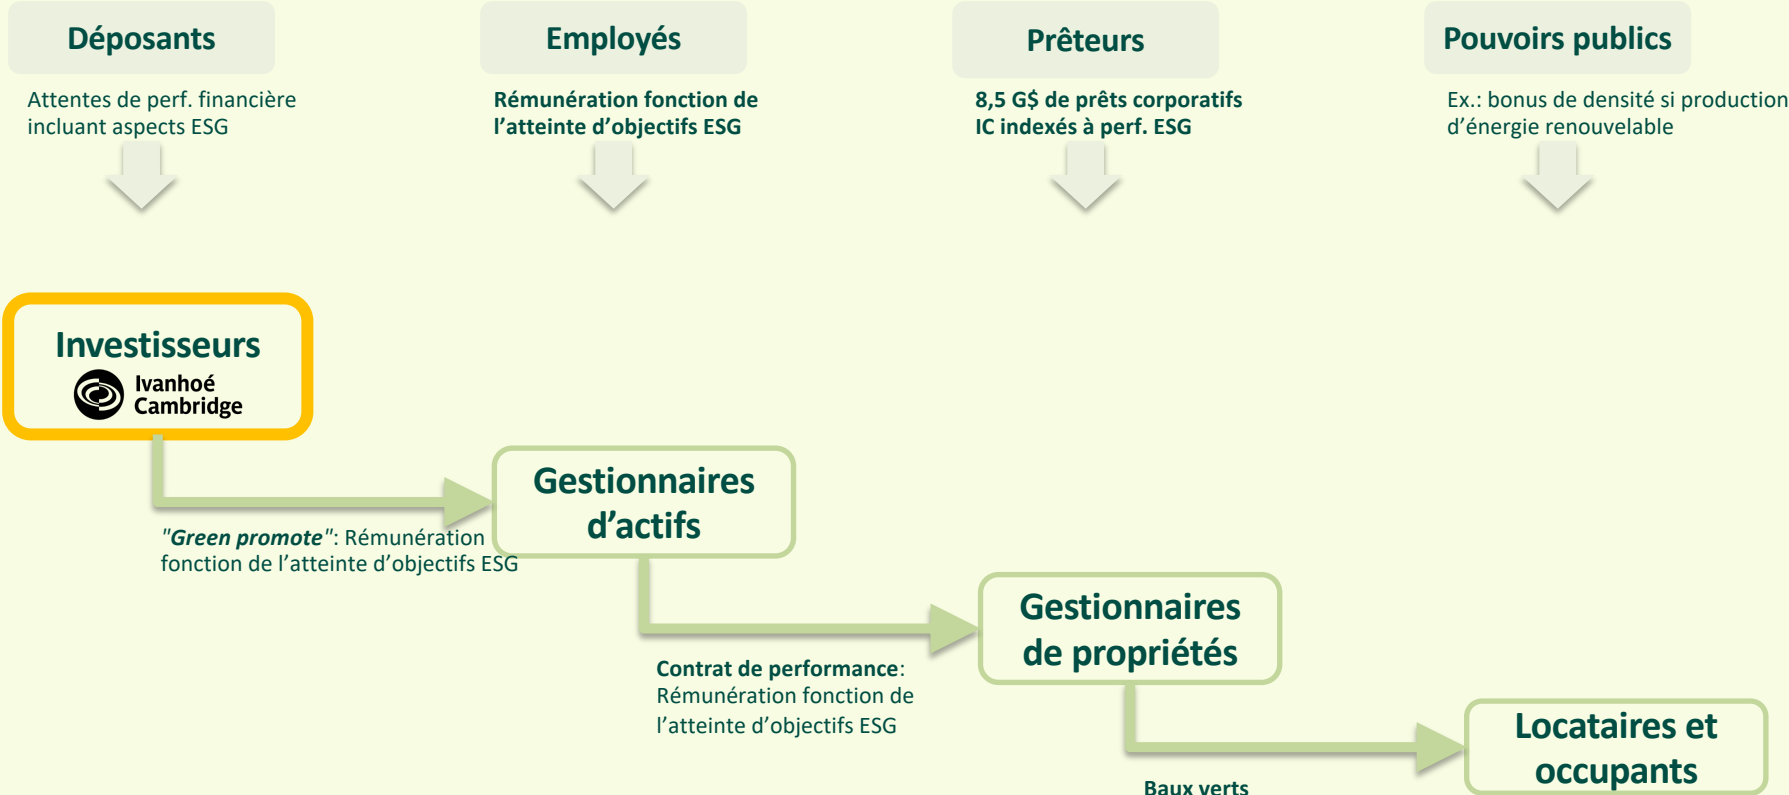 Déposants
Attentes de perf. financière
incluant aspects ESG
Employés
Rémunération fonction de
l’atteinte d’objectifs ESG
Prêteurs
8,5 G$ de prêts corporatifs
IC indexés à perf. ESG
Pouvoirs publics
Ex.: bonus de densité si production
d’énergie renouvelable
Investisseurs
Ivanhoé
Cambridge
"Green promote": Rémunération
fonction de l’atteinte d’objectifs ESG
Gestionnaires
d’actifs
Contrat de performance:
Rémunération fonction de
l’atteinte d’objectifs ESG
Gestionnaires
de propriétés
Baux verts
Locataires et
occupants